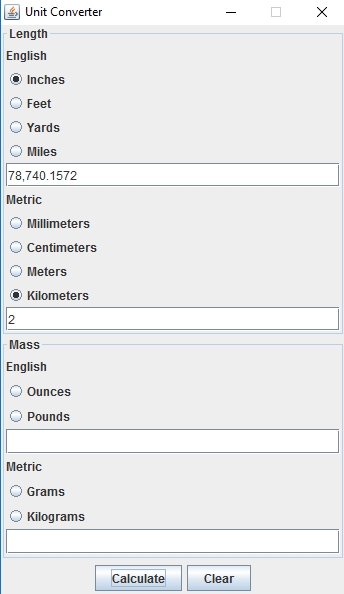 Unit Converter
Length
English
Inches
Feet
Yards
Miles
78,740.1572
Metric
Millimeters
Centimeters
Meters
Kilometers
2
Mass
English
Ounces
Pounds
Metric
Grams
Kilograms
Calculate Clear